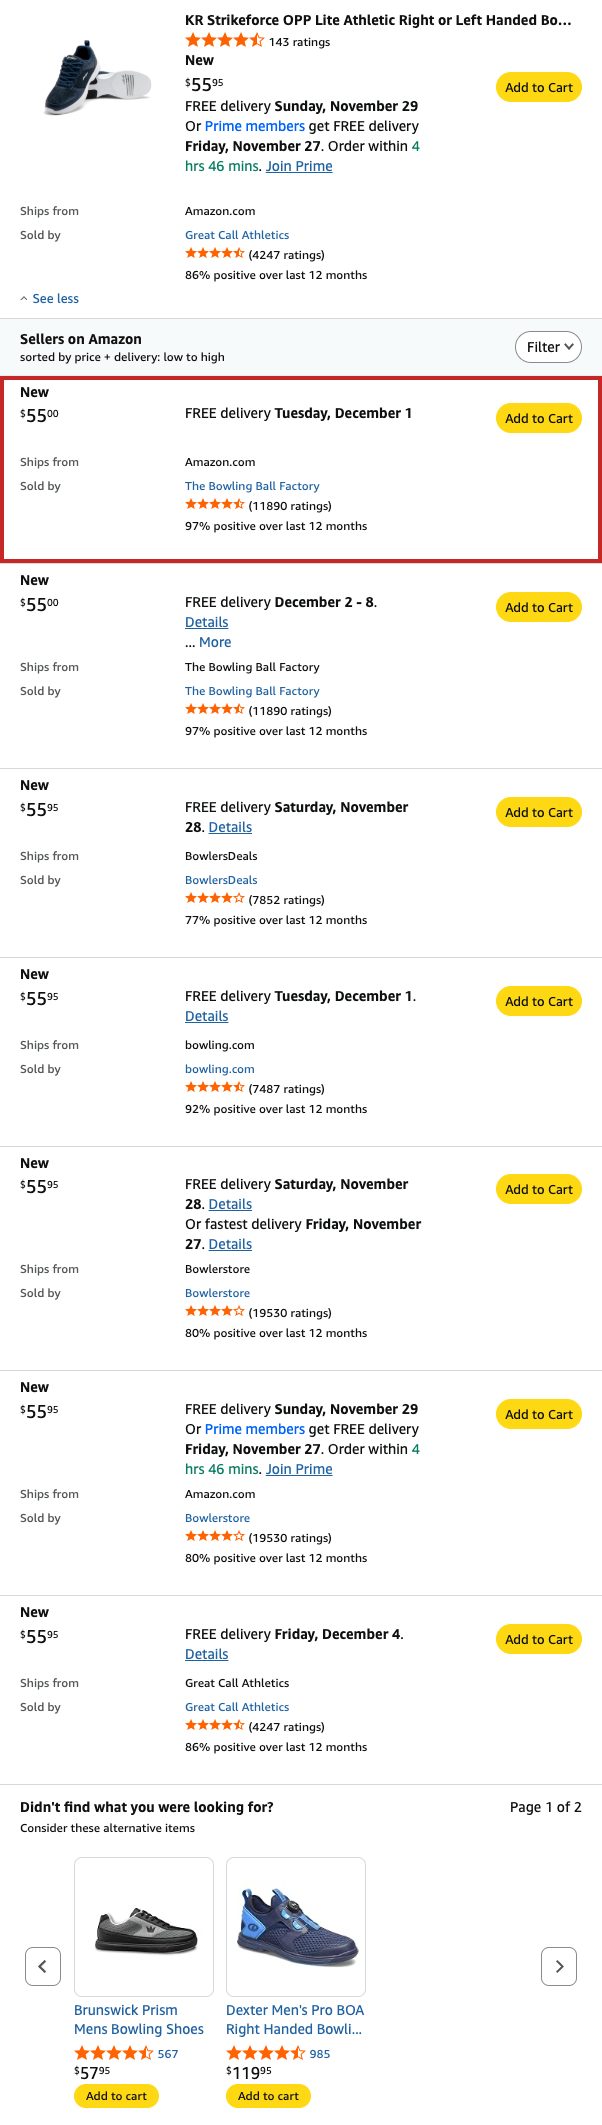 KR Strikeforce OPP Lite Athletic Right or Left Handed Bo...
143 ratings
New
$55.95
Add to Cart
FREE delivery Sunday, November 29
Or Prime members get FREE delivery
Friday, November 27. Order within 4
hrs 46 mins. Join Prime
Ships from Amazon.com
Sold by Great Call Athletics
(4247 ratings)
86% positive over last 12 months
See less
Sellers on Amazon
sorted by price + delivery: low to high
Filter
New
$55.00 FREE delivery Tuesday, December 1 Add to Cart
Ships from Amazon.com
Sold by The Bowling Ball Factory
(11890 ratings)
97% positive over last 12 months
New
$55.00 FREE delivery December 2 - 8. Add to Cart
Details
... More
Ships from The Bowling Ball Factory
Sold by The Bowling Ball Factory
(11890 ratings)
97% positive over last 12 months
New
$55.95 FREE delivery Saturday, November Add to Cart
28. Details
Ships from BowlersDeals
Sold by BowlersDeals
(7852 ratings)
77% positive over last 12 months
New
$55.95 FREE delivery Tuesday, December 1. Add to Cart
Details
Ships from bowling.com
Sold by bowling.com
(7487 ratings)
92% positive over last 12 months
New
$55.95 FREE delivery Saturday, November Add to Cart
28. Details
Or fastest delivery Friday, November
27. Details
Ships from Bowlerstore
Sold by Bowlerstore
(19530 ratings)
80% positive over last 12 months
New
$55.95 FREE delivery Sunday, November 29 Add to Cart
Or Prime members get FREE delivery
Friday, November 27. Order within 4
hrs 46 mins. Join Prime
Ships from Amazon.com
Sold by Bowlerstore
(19530 ratings)
80% positive over last 12 months
New
$55.95 FREE delivery Friday, December 4. Add to Cart
Details
Ships from Great Call Athletics
Sold by Great Call Athletics
(4247 ratings)
86% positive over last 12 months
Didn't find what you were looking for? Page 1 of 2
Consider these alternative items
Brunswick Prism
Mens Bowling Shoes
567
$57.95
Add to cart
Dexter Men's Pro BOA
Right Handed Bowli...
985
$119.95
Add to cart